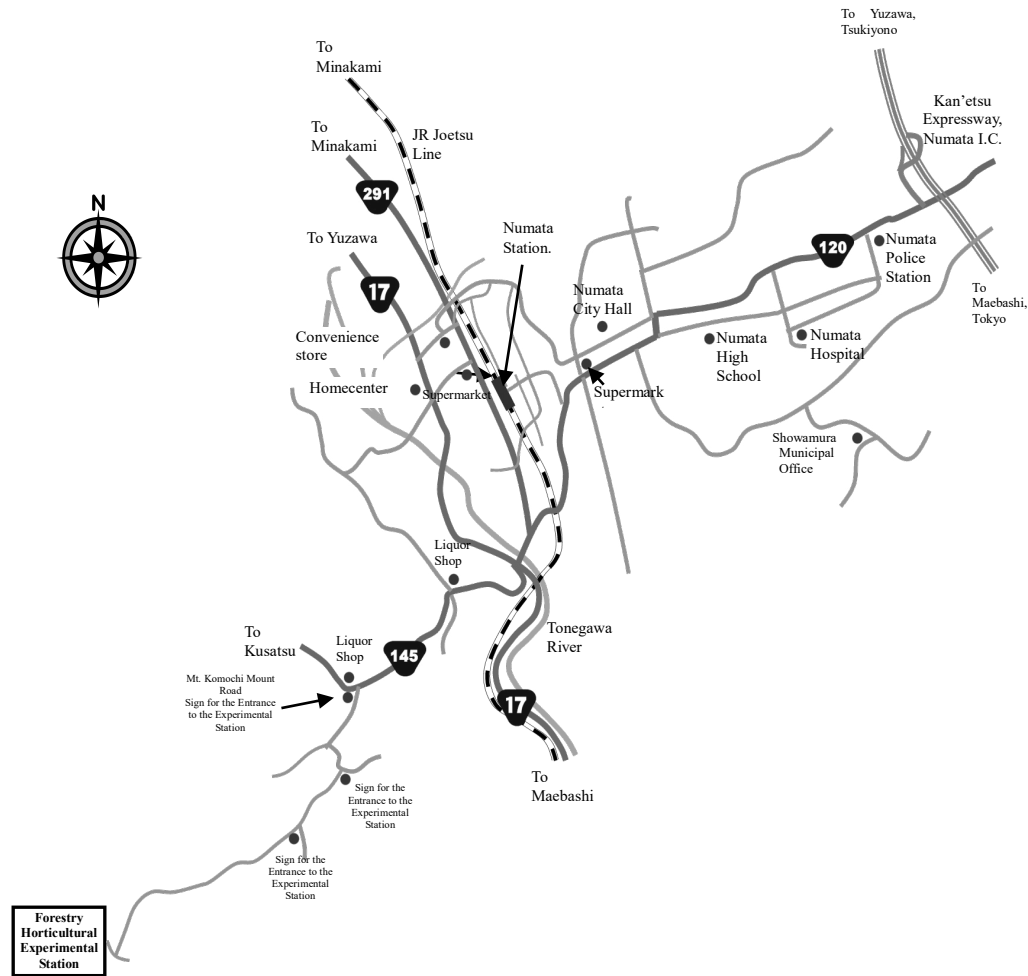 To Yuzawa,
Tsukiyono
To
Minakami
Kan'etsu
Expressway,
Numata I.C.
To
Minakami
JR Joetsu
Line
N
291
Numata
Station.
To Yuzawa
120
Numata
Police
Station
17
Numata
City Hall
To
Maebashi,
Tokyo
Convenience
store
Numata
High
School
Numata
Hospital
Homecenter
Supermarket
Supermark
.
Showamura
Municipal
Office
Liquor
Shop
To
Kusatsu
Liquor
Shop
145
Tonegawa
River
Mt. Komochi Mount
Road
Sign for the Entrance
to the Experimental
Station
17
To
Maebashi
Sign for the
Entrance to the
Experimental
Station
Sign for the
Entrance to the
Experimental
Station
Forestry
Horticultural
Experimental
Station